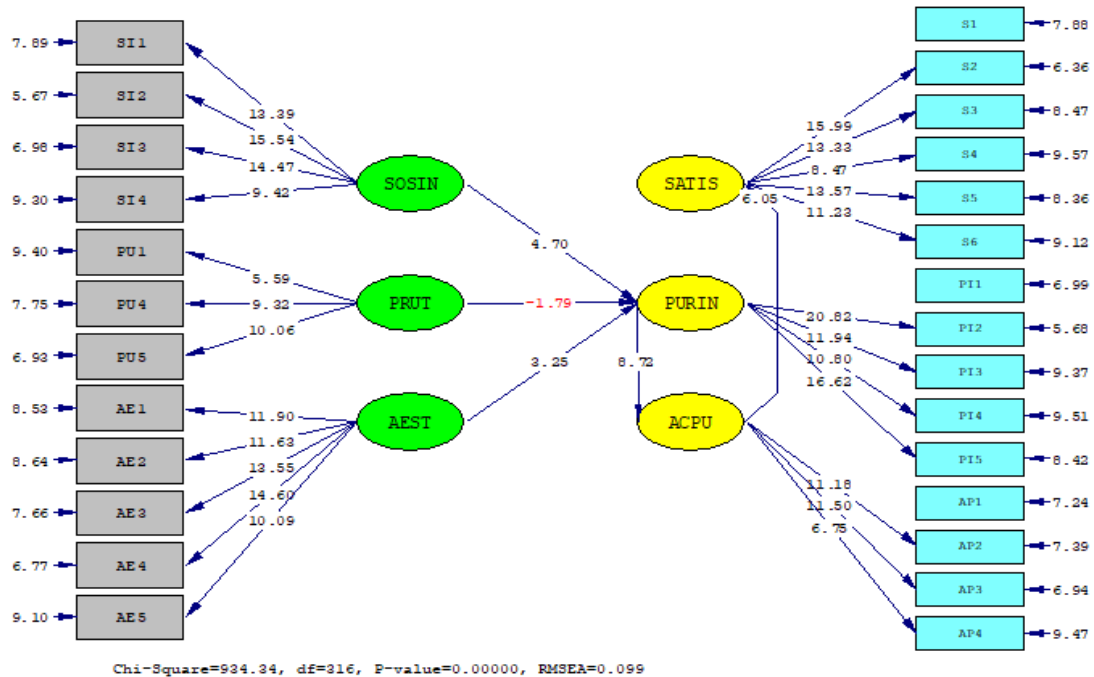 7.89 SI1
5.67 SI2
6.98 SI3
9.30 SI4
9.40 PU1
7.75 PU4
6.93 PU5
8.53 AE1
8.64 AE2
7.66 AE3
6.77 AE4
9.10 AE5
13.39
15.54
14.47
9.42
5.59
9.32
10.06
11.90
11.63
13.55
14.60
10.09
SOSIN
PRUT
AEST
4.70
-1.79
3.25
SATIS
PURIN
ACPU
8.72
6.05
15.99
13.33
8.47
13.57
11.23
20.82
11.94
10.80
16.62
11.18
11.50
6.75
S1 7.88
S2 6.36
S3 8.47
S4 9.57
S5 8.36
S6 9.12
PI1 6.99
PI2 5.68
PI3 9.37
PI4 9.51
PI5 8.42
AP1 7.24
AP2 7.39
AP3 6.94
AP4 9.47
Chi-Square=934.34, df=316, P-value=0.00000, RMSEA=0.099